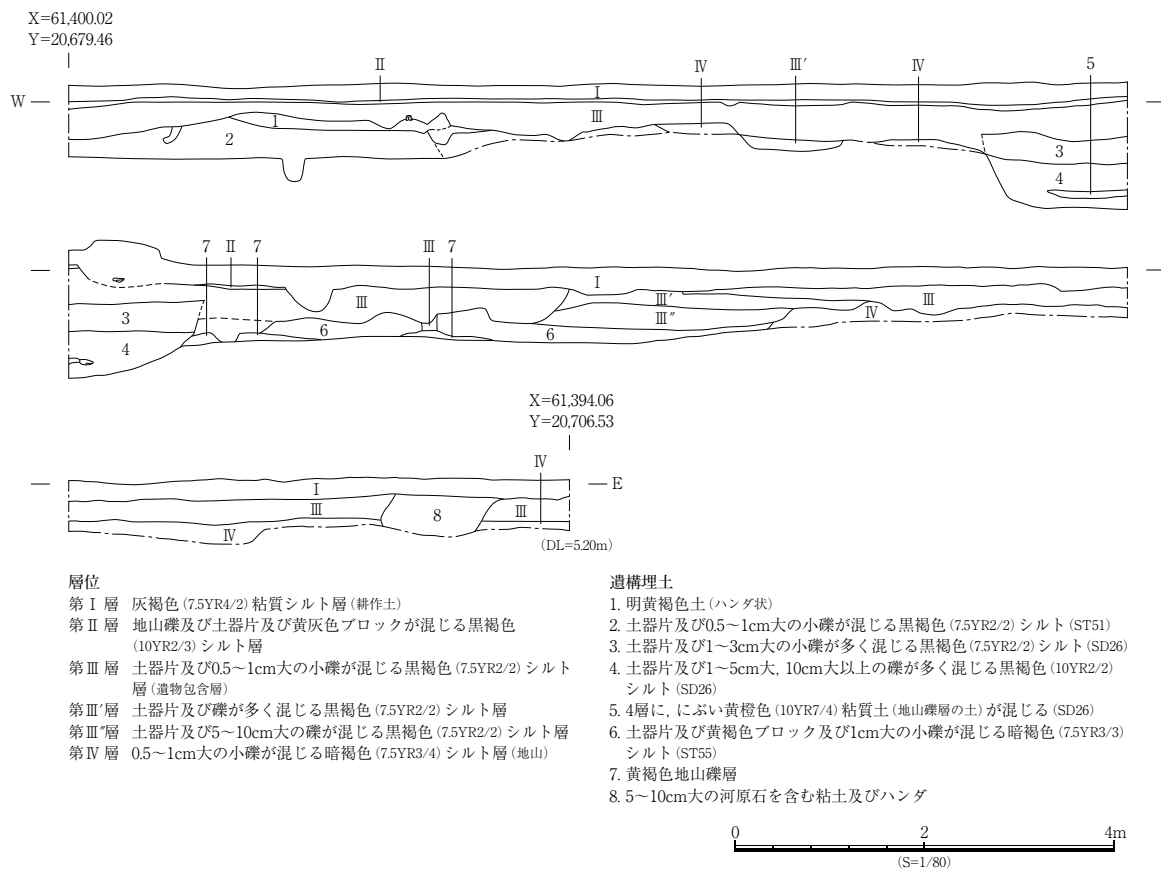 X=61,400.02
Y=20,679.46
Ⅱ
Ⅳ
Ⅲ′
Ⅳ
5
W
Ⅰ
1
Ⅲ
2
3
4
7
Ⅱ
7
Ⅲ
7
Ⅰ
Ⅲ
Ⅲ′
Ⅲ
Ⅲ″
Ⅳ
3
6
6
4
X=61,394.06
Y=20,706.53
Ⅳ
Ⅰ
E
Ⅲ
8
Ⅲ
Ⅳ
(DL=5.20m)
層位
第Ⅰ層 灰褐色(7.5YR4/2)粘質シルト層(耕作土)
第Ⅱ層 地山礫及び土器片及び黄灰色ブロックが混じる黒褐色
(10YR2/3)シルト層
第Ⅲ層 土器片及び0.5〜1cm大の小礫が混じる黒褐色(7.5YR2/2)シルト
層(遺物包含層)
第Ⅲ′層 土器片及び礫が多く混じる黒褐色(7.5YR2/2)シルト層
第Ⅲ″層 土器片及び5〜10cm大の礫が混じる黒褐色(7.5YR2/2)シルト層
第Ⅳ層 0.5〜1cm大の小礫が混じる暗褐色(7.5YR3/4)シルト層(地山)
遺構埋土
1. 明黄褐色土(ハンダ状)
2. 土器片及び0.5〜1cm大の小礫が混じる黒褐色(7.5YR2/2)シルト(ST51)
3. 土器片及び1〜3cm大の小礫が多く混じる黒褐色(7.5YR2/2)シルト(SD26)
4. 土器片及び1〜5cm大, 10cm大以上の礫が多く混じる黒褐色(10YR2/2)
シルト(SD26)
5. 4層に, にぶい黄橙色(10YR7/4)粘質土(地山礫層の土)が混じる(SD26)
6. 土器片及び黄褐色ブロック及び1cm大の小礫が混じる暗褐色(7.5YR3/3)
シルト(ST55)
7. 黄褐色地山礫層
8. 5〜10cm大の河原石を含む粘土及びハンダ
0 2 4m
(S=1/80)